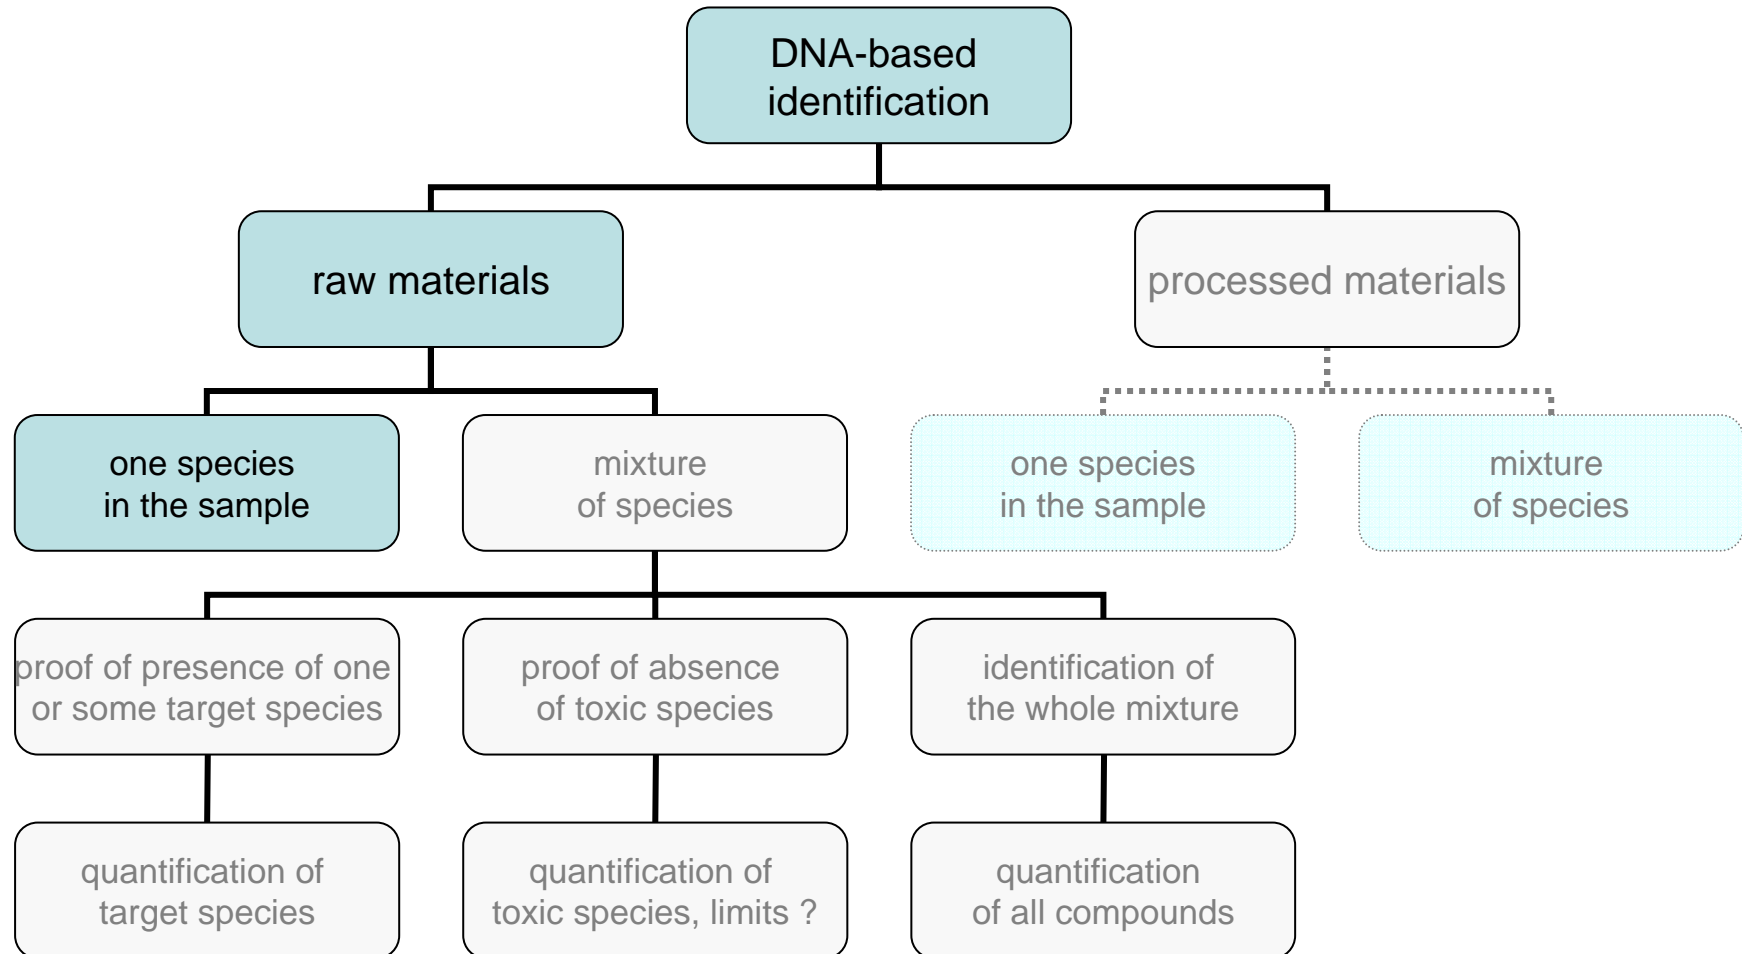 DNA-based
identification
raw materials
processed materials
one species
in the sample
mixture
of species
one species
in the sample
mixture
of species
proof of presence of one
or some target species
proof of absence
of toxic species
identification of
the whole mixture
quantification of
target species
quantification of
toxic species, limits ?
quantification
of all compounds